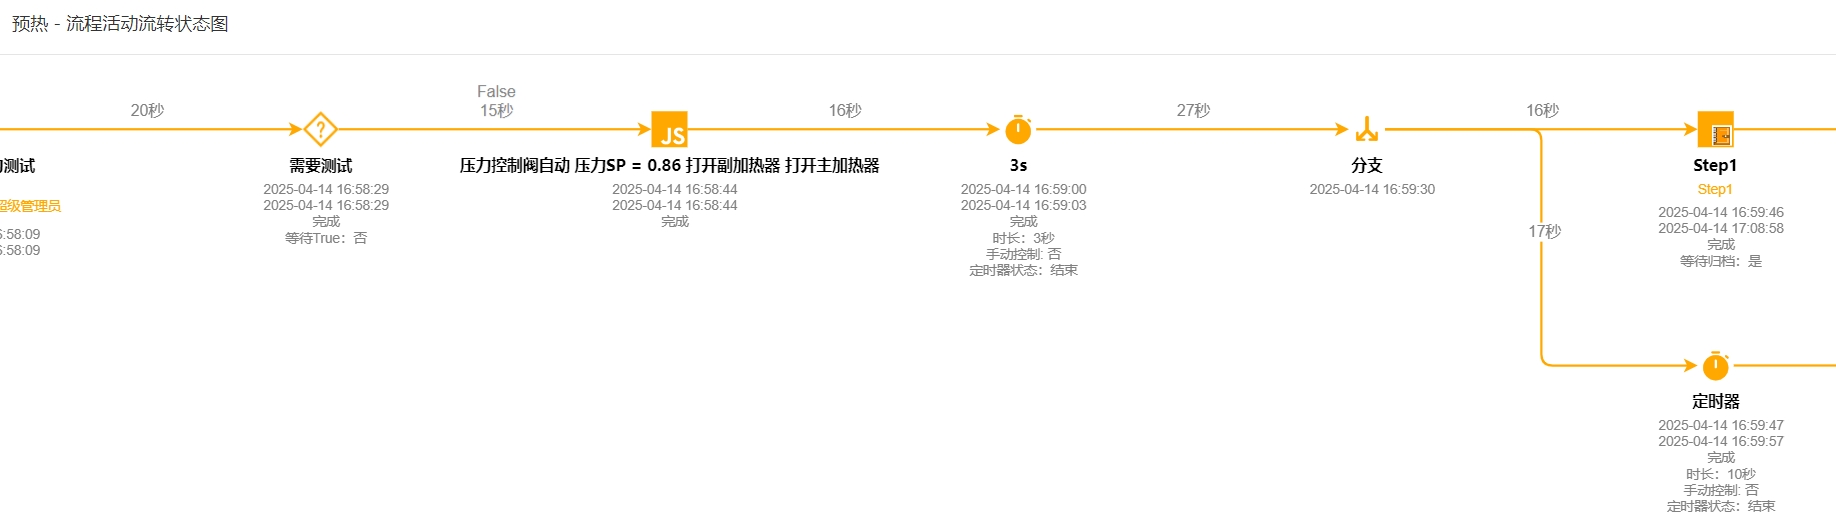 预热 - 流程活动流转状态图
20秒
False
15秒
16秒
27秒
16秒
测试
超级管理员
:58:09
:58:09
需要测试
2025-04-14 16:58:29
2025-04-14 16:58:29
完成
等待True：否
JS
压力控制阀自动 压力SP = 0.86 打开副加热器 打开主加热器
2025-04-14 16:58:44
2025-04-14 16:58:44
完成
3s
2025-04-14 16:59:00
2025-04-14 16:59:03
完成
时长：3秒
手动控制: 否
定时器状态：结束
分支
2025-04-14 16:59:30
Step1
Step1
2025-04-14 16:59:46
2025-04-14 17:08:58
完成
等待归档：是
17秒
定时器
2025-04-14 16:59:47
2025-04-14 16:59:57
完成
时长：10秒
手动控制: 否
定时器状态：结束